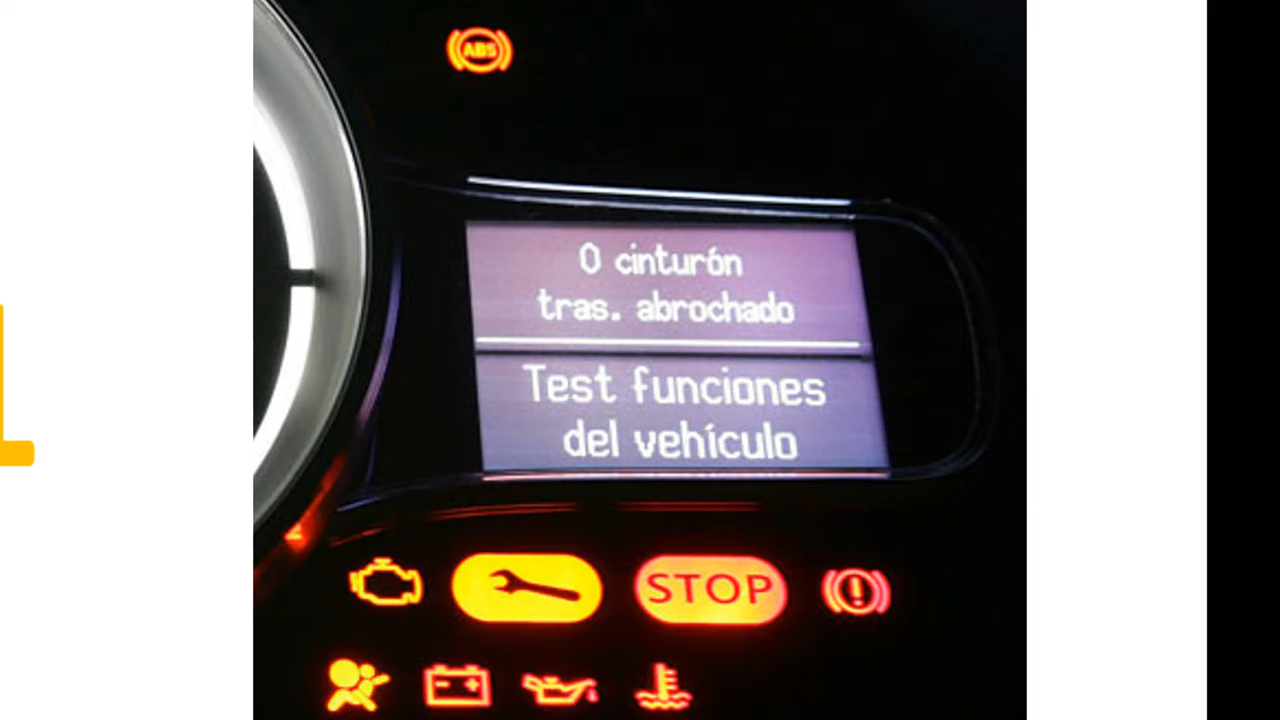 ABS
0 cinturón
tras. abrochado
Test funciones
del vehículo
STOP